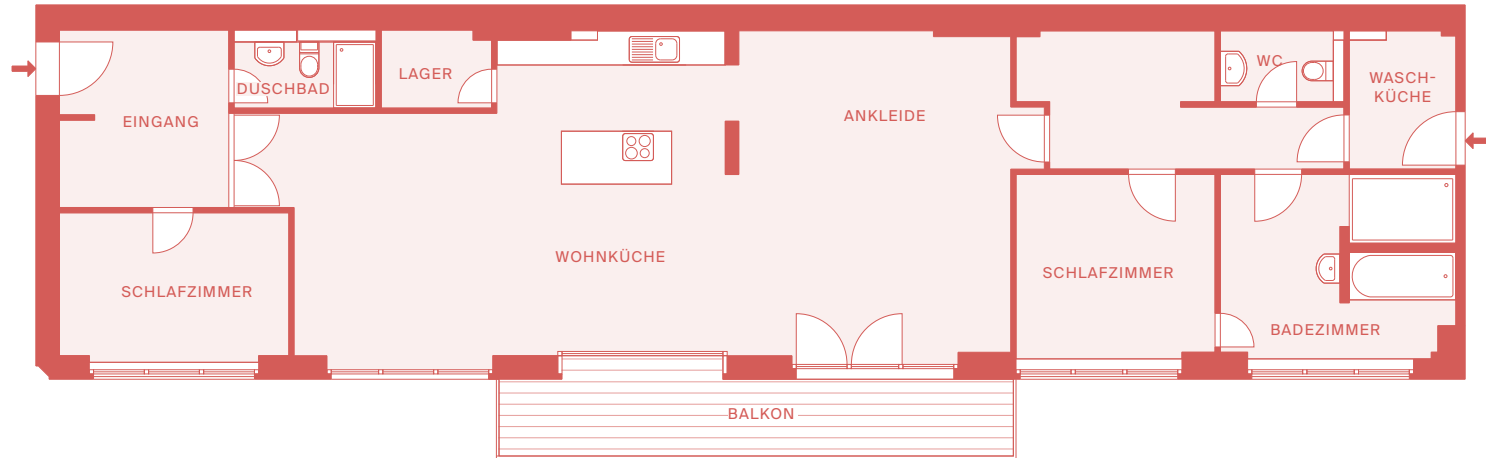 EINGANG
DUSCHBAD
LAGER
ANKLEIDE
WC
WASCH-
KÜCHE
WOHNKÜCHE
SCHLAFZIMMER
SCHLAFZIMMER
BADEZIMMER
BALKON